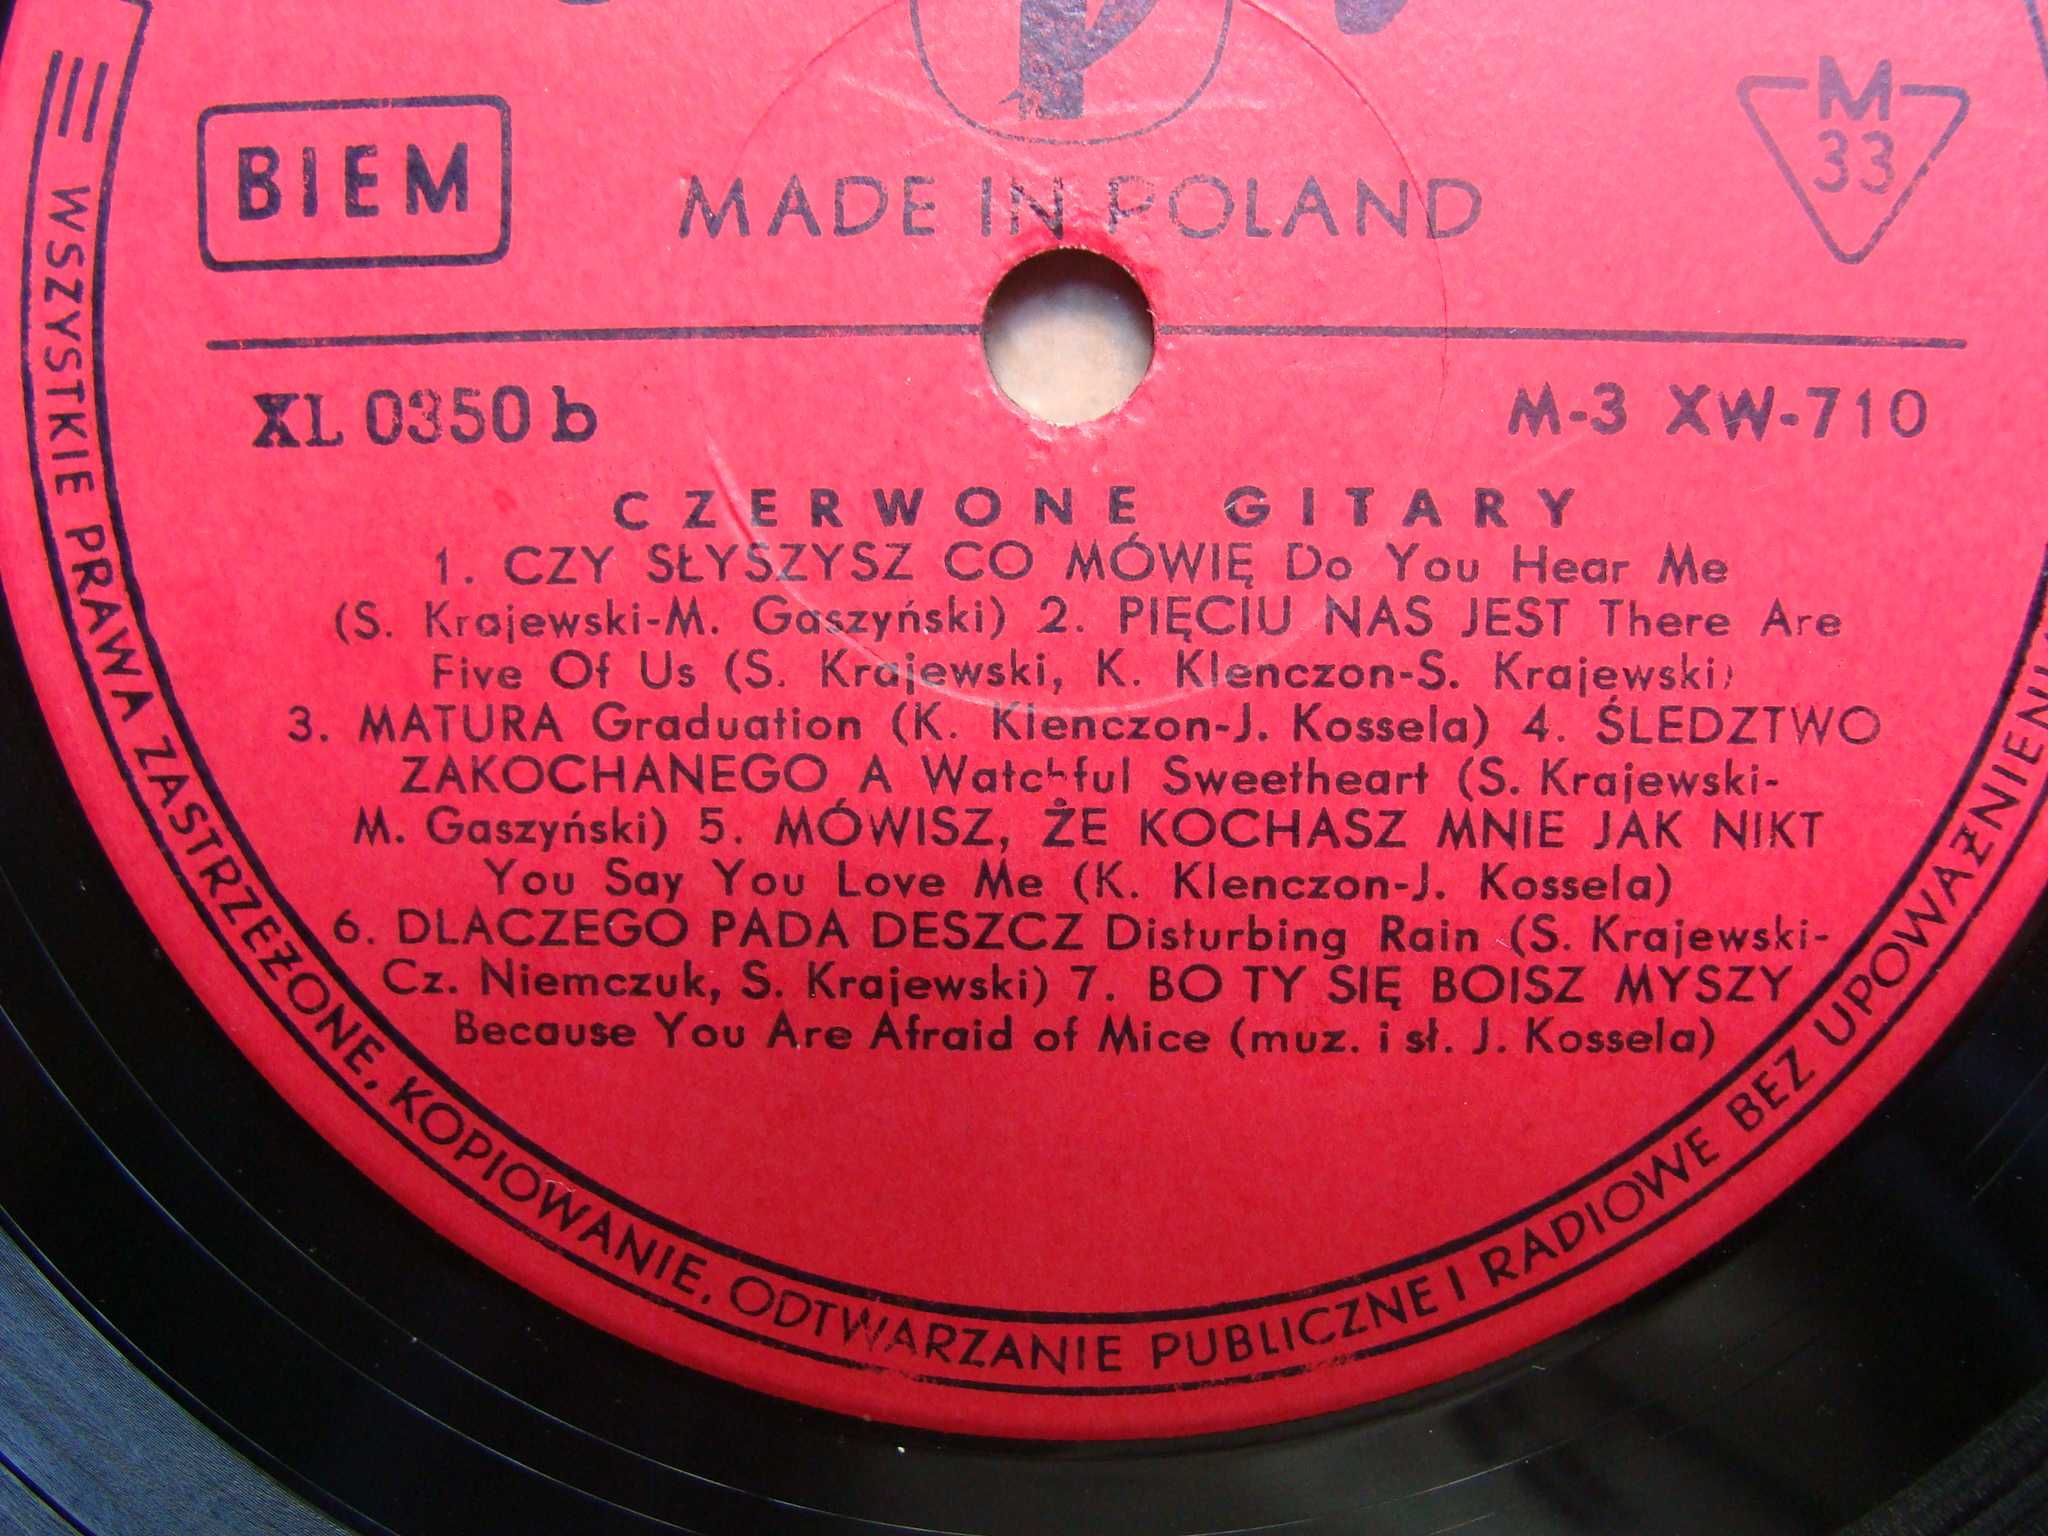 BIEM
MADE IN POLAND
M
33
XL 0350 b
M-3 XW-710
CZERWONE GITARY
1. CZY SŁYSZYSZ CO MÓWIĘ Do You Hear Me
(S. Krajewski-M. Gaszyński) 2. PIĘCIU NAS JEST There Are
Five Of Us (S. Krajewski, K. Klenczon-S. Krajewski)
3. MATURA Graduation (K. Klenczon-J. Kossela) 4. ŚLEDZTWO
ZAKOCHANEGO A Watchful Sweetheart (S. Krajewski-
M. Gaszyński) 5. MÓWISZ, ŻE KOCHASZ MNIE JAK NIKT
You Say You Love Me (K. Klenczon-J. Kossela)
6. DLACZEGO PADA DESZCZ Disturbing Rain (S. Krajewski-
Cz. Niemczuk, S. Krajewski) 7. BO TY SIĘ BOISZ MYSZY
Because You Are Afraid of Mice (muz. i sł. J. Kossela)
WSZYSTKIE PRAWA ZASTRZEŻONE. KOPIOWANIE, ODTWARZANIE PUBLICZNE I RADIOWE BEZ UPOWAŻNIENI